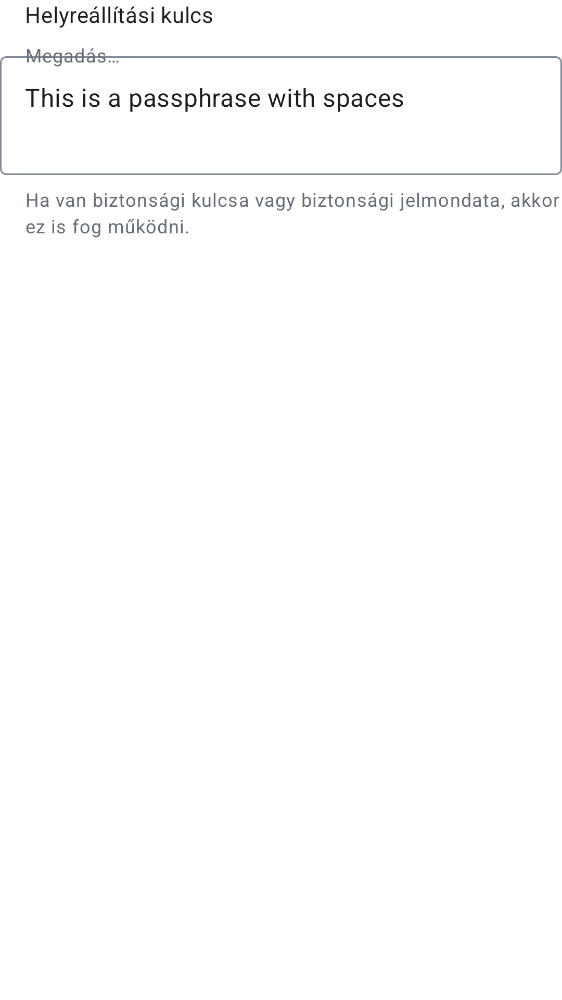 Helyreállítási kulcs
Megadás…
This is a passphrase with spaces
Ha van biztonsági kulcsa vagy biztonsági jelmondata, akkor
ez is fog működni.